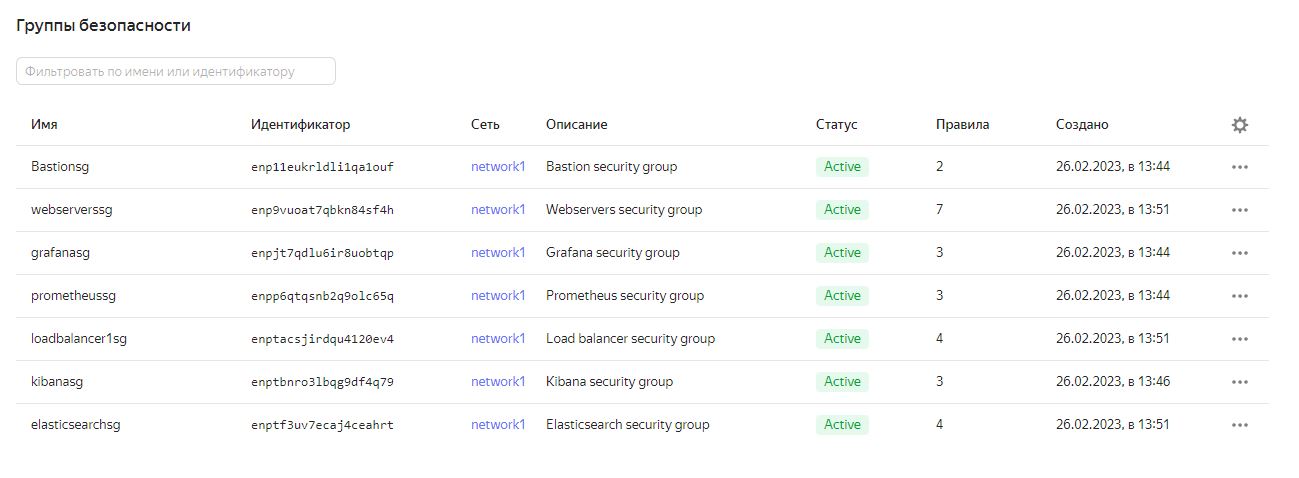 Группы безопасности
Фильтровать по имени или идентификатору
Имя Идентификатор Сеть Описание Статус Правила Создано
Bastionsg enp11eukrldli1qa1ouf network1 Bastion security group Active 2 26.02.2023, в 13:44
webserverssg enp9vuoat7qbkn84sf4h network1 Webservers security group Active 7 26.02.2023, в 13:51
grafanasg enpjt7qdlu6ir8uobtqp network1 Grafana security group Active 3 26.02.2023, в 13:44
prometheussg enpp6qtqsnb2q9olc65q network1 Prometheus security group Active 3 26.02.2023, в 13:44
loadbalancer1sg enptacsjirdqu4120ev4 network1 Load balancer security group Active 4 26.02.2023, в 13:51
kibanasg enptbnro3lbqg9df4q79 network1 Kibana security group Active 3 26.02.2023, в 13:46
elasticsearchsg enptf3uv7ecaj4ceahrt network1 Elasticsearch security group Active 4 26.02.2023, в 13:51